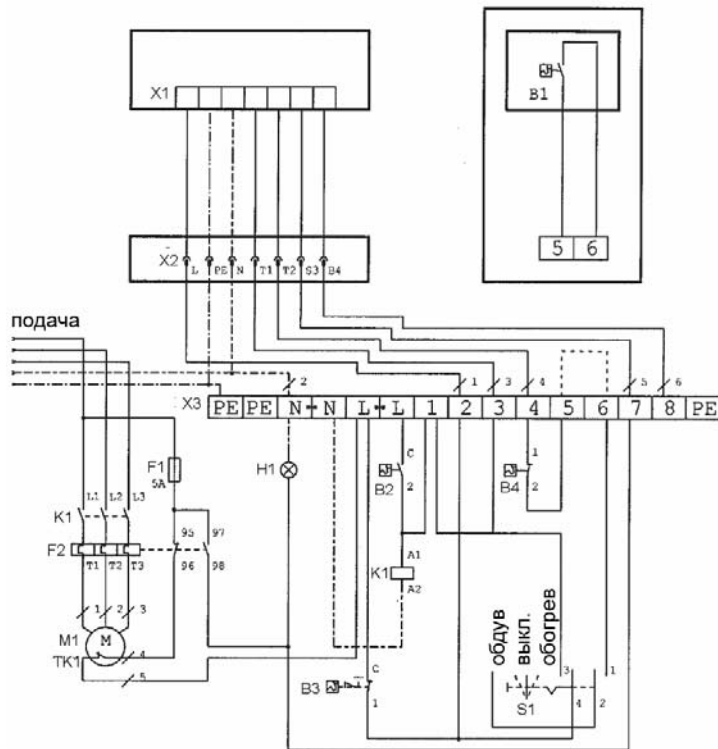 X1
B1
5 6
X2
L PE N T1 T2 S3 B4
подача
2 1 3 4 5 6
X3
PE PE N N L L 1 2 3 4 5 6 7 8 PE
F1
5A
H1
C
B2
2
1
B4
2
L1 L2 L3
K1
95 97
F2
T1 T2 T3
96 98
A1
K1
A2
1 2 3
M1
M
TK1
4
5
обдув
выкл.
обогрев
C
B3
1
3 1
S1
4 2